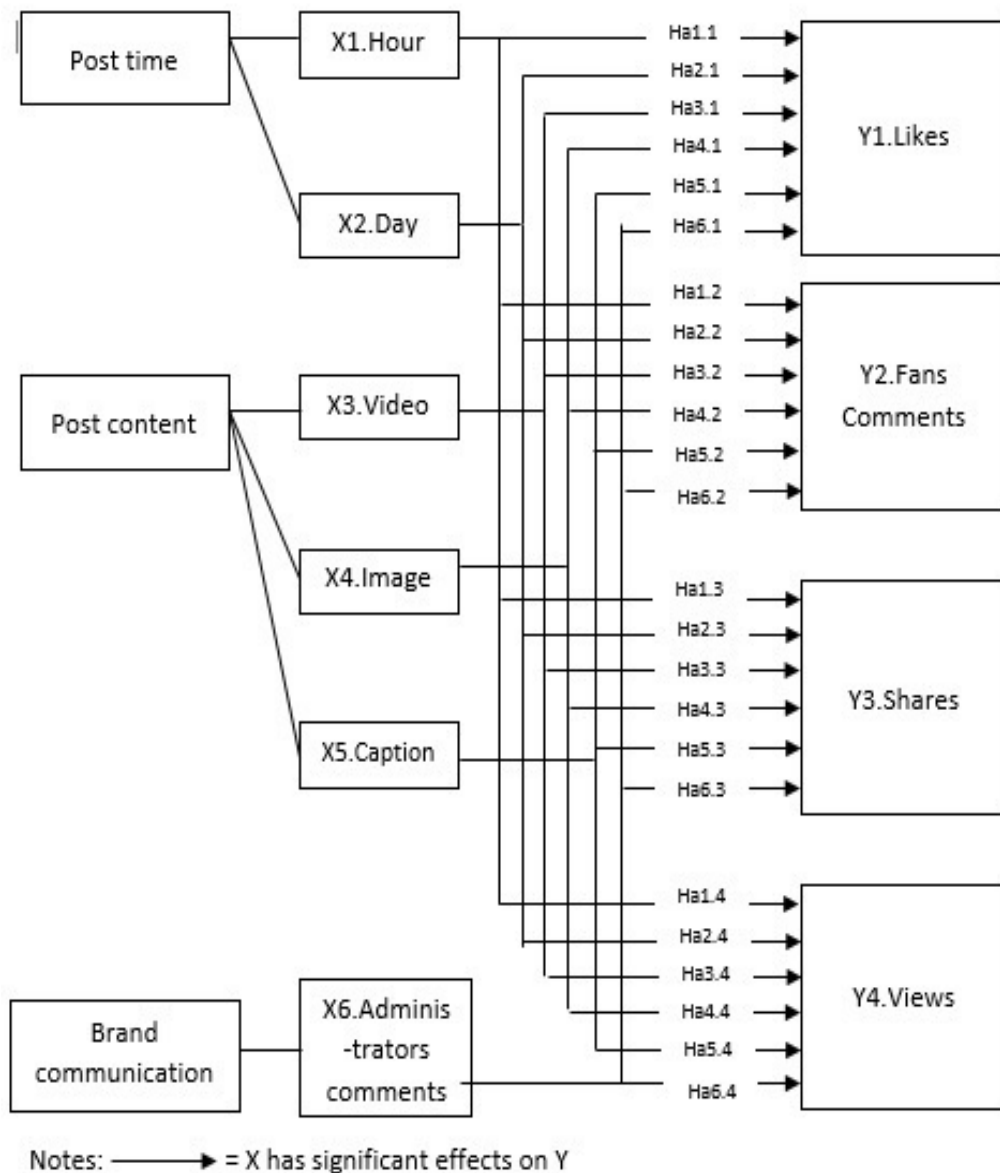 Post time
X1.Hour
X2.Day
Post content
X3.Video
X4.Image
X5.Caption
Brand
communication
X6.Adminis
-trators
comments
Ha1.1
Ha2.1
Ha3.1
Ha4.1
Ha5.1
Ha6.1
Y1.Likes
Ha1.2
Ha2.2
Ha3.2
Ha4.2
Ha5.2
Ha6.2
Y2.Fans
Comments
Ha1.3
Ha2.3
Ha3.3
Ha4.3
Ha5.3
Ha6.3
Y3.Shares
Ha1.4
Ha2.4
Ha3.4
Ha4.4
Ha5.4
Ha6.4
Y4.Views
Notes: = X has significant effects on Y